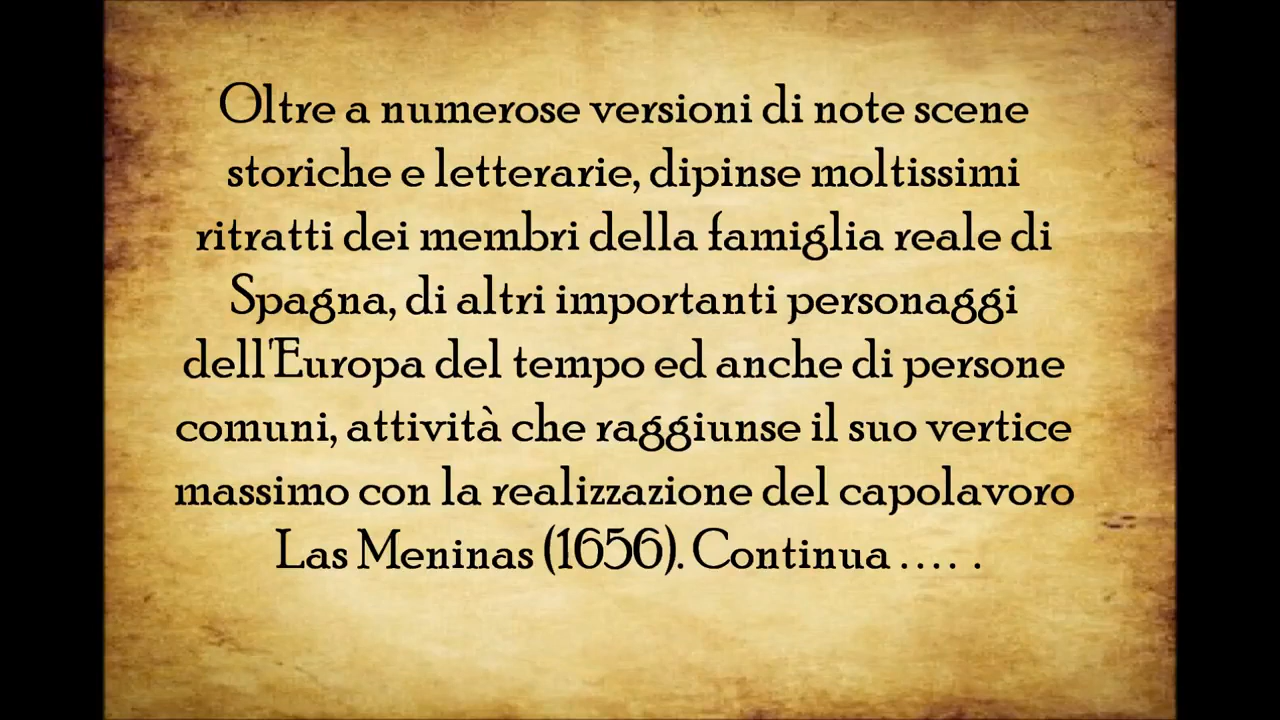 Oltre a numerose versioni di note scene
storiche e letterarie, dipinse moltissimi
ritratti dei membri della famiglia reale di
Spagna, di altri importanti personaggi
dell'Europa del tempo ed anche di persone
comuni, attività che raggiunse il suo vertice
massimo con la realizzazione del capolavoro
Las Meninas (1656). Continua .... .